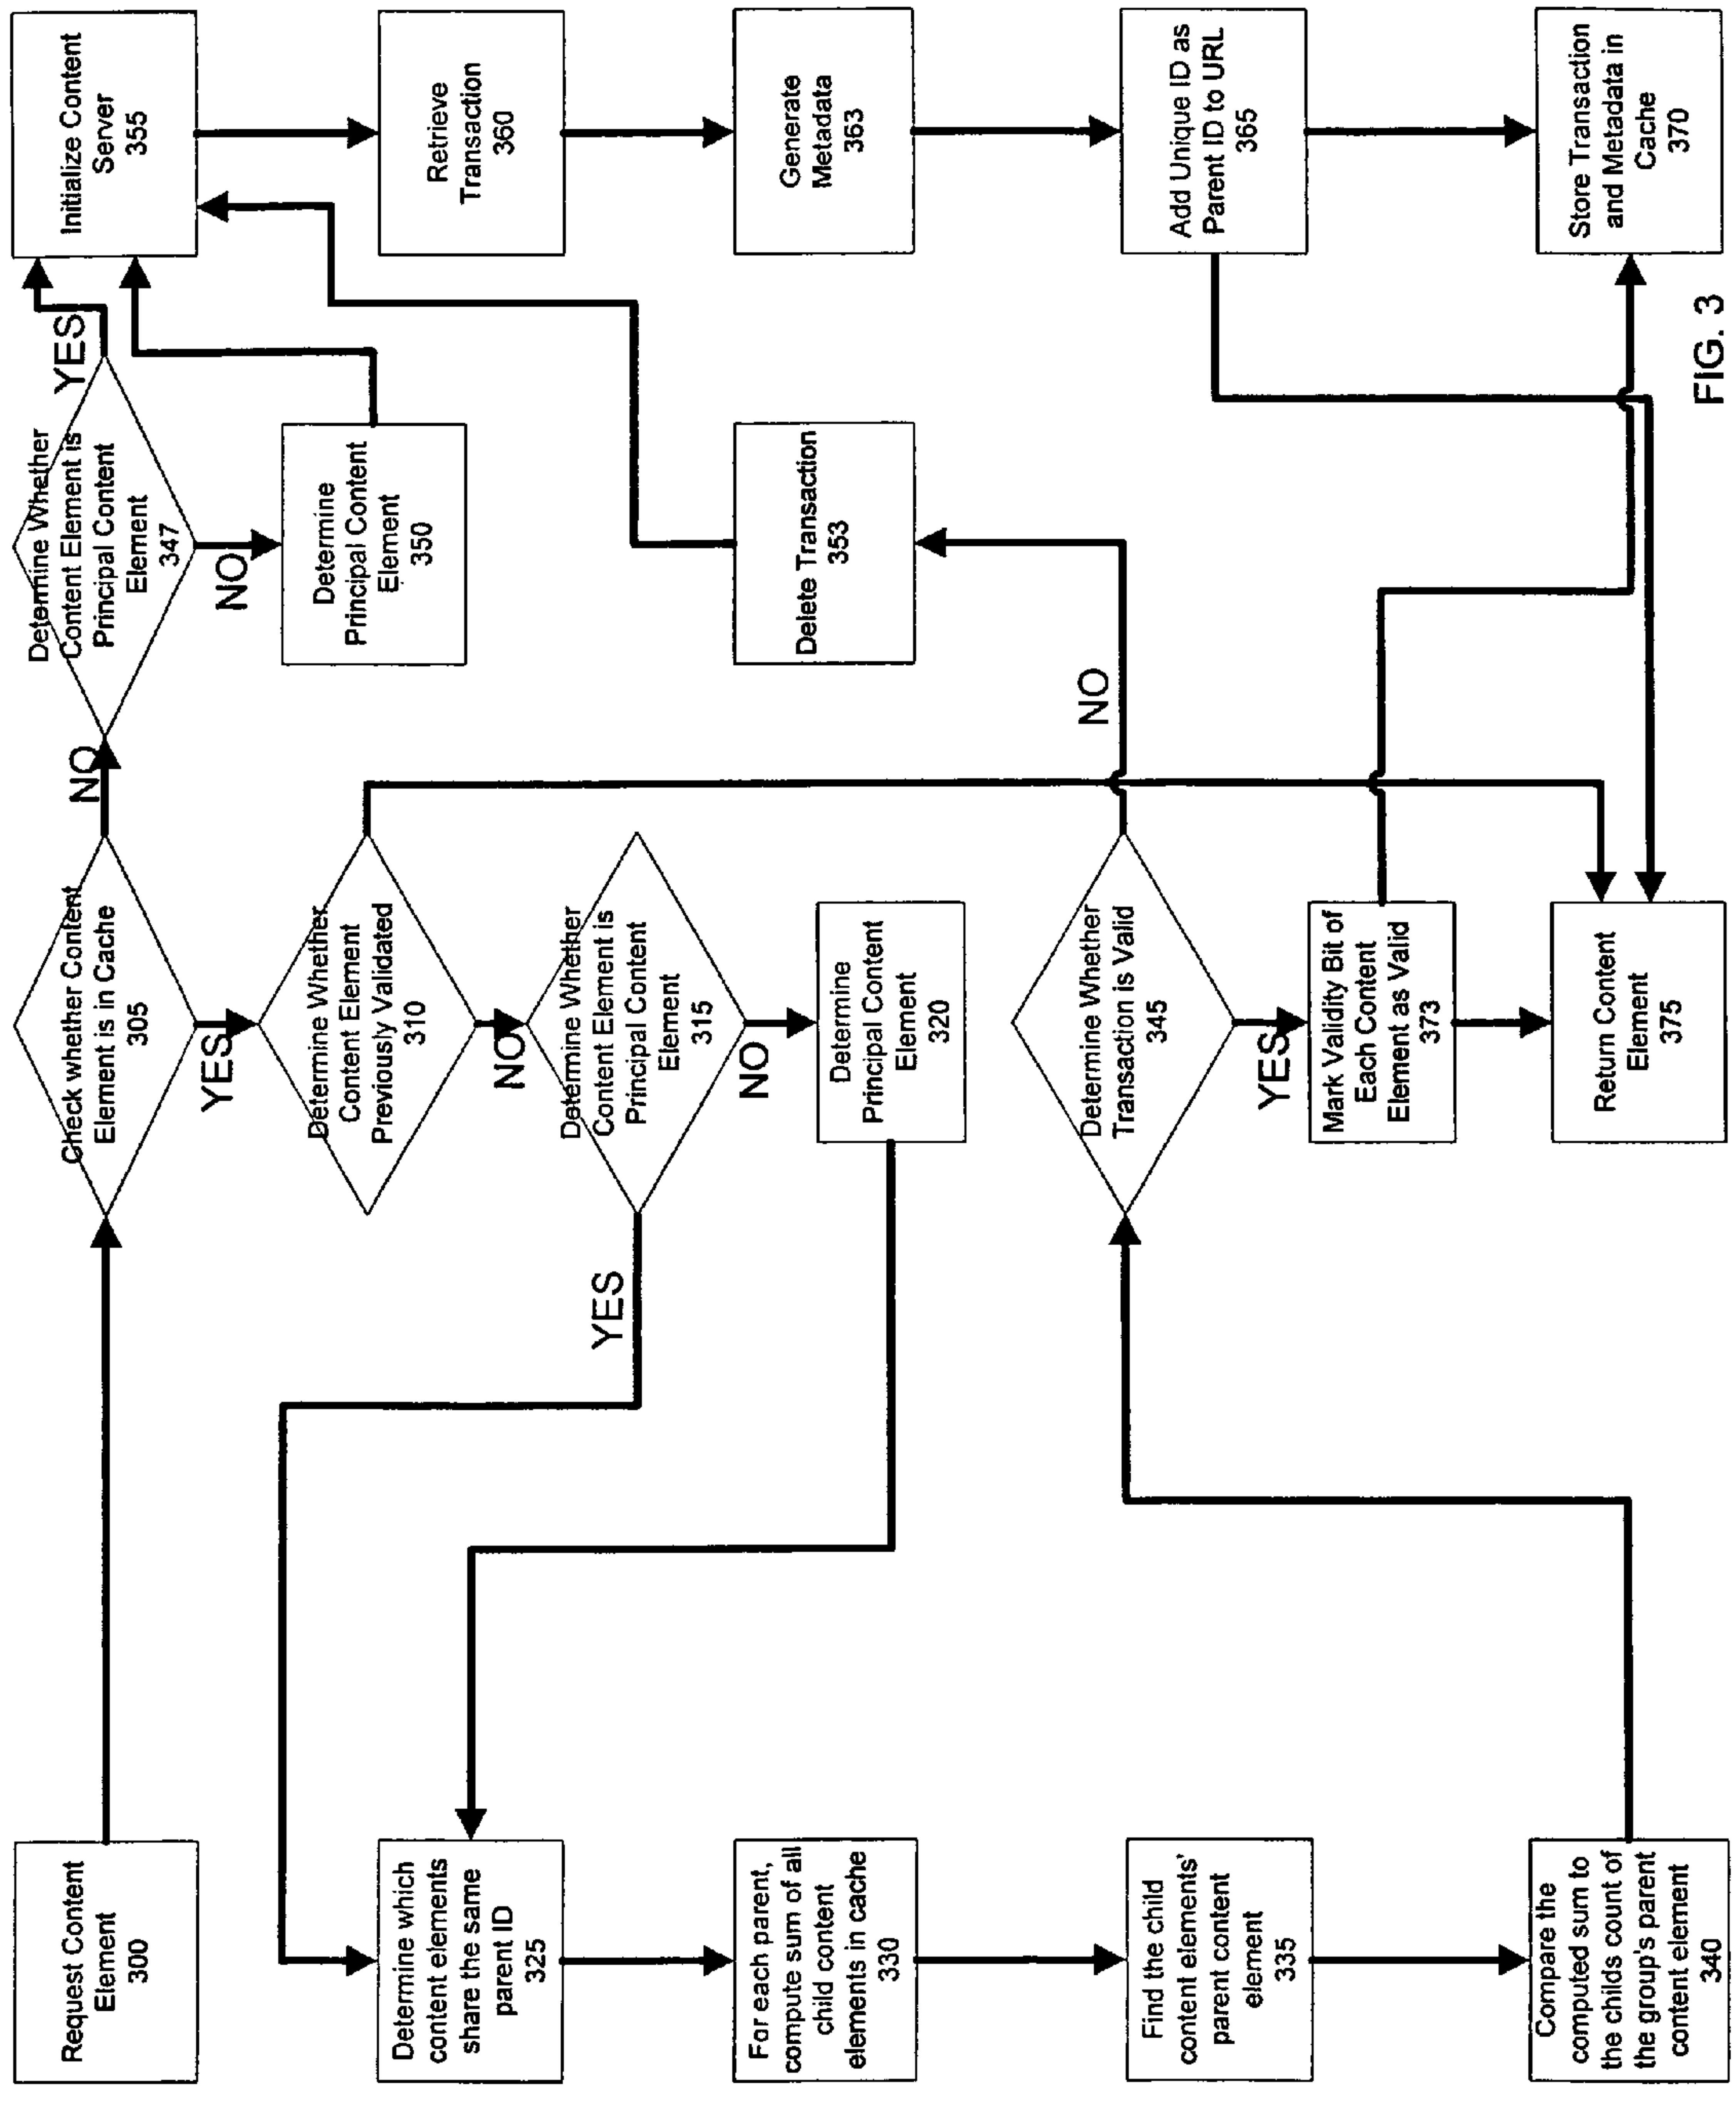 Request Content
Element
300
Check whether Content
Element is in Cache
305
NO
Determine Whether
Content Element is
Principal Content
Element
347
YES
Initialize Content
Server
355
YES
NO
Determine Whether
Content Element
Previously Validated
310
Determine
Principal Content
Element
350
Determine which
content elements
share the same
parent ID
325
NO
Retrieve
Transaction
360
YES
Determine Whether
Content Element is
Principal Content
Element
315
NO
For each parent,
compute sum of all
child content
elements in cache
330
Determine
Principal Content
Element
320
Delete Transaction
353
Generate
Metadata
363
Find the child
content elements'
parent content
element
335
Determine Whether
Transaction is Valid
345
NO
Add Unique ID as
Parent ID to URL
365
YES
Mark Validity Bit of
Each Content
Element as Valid
373
Compare the
computed sum to
the childs count of
the group's parent
content element
340
Return Content
Element
375
Store Transaction
and Metadata in
Cache
370
FIG. 3